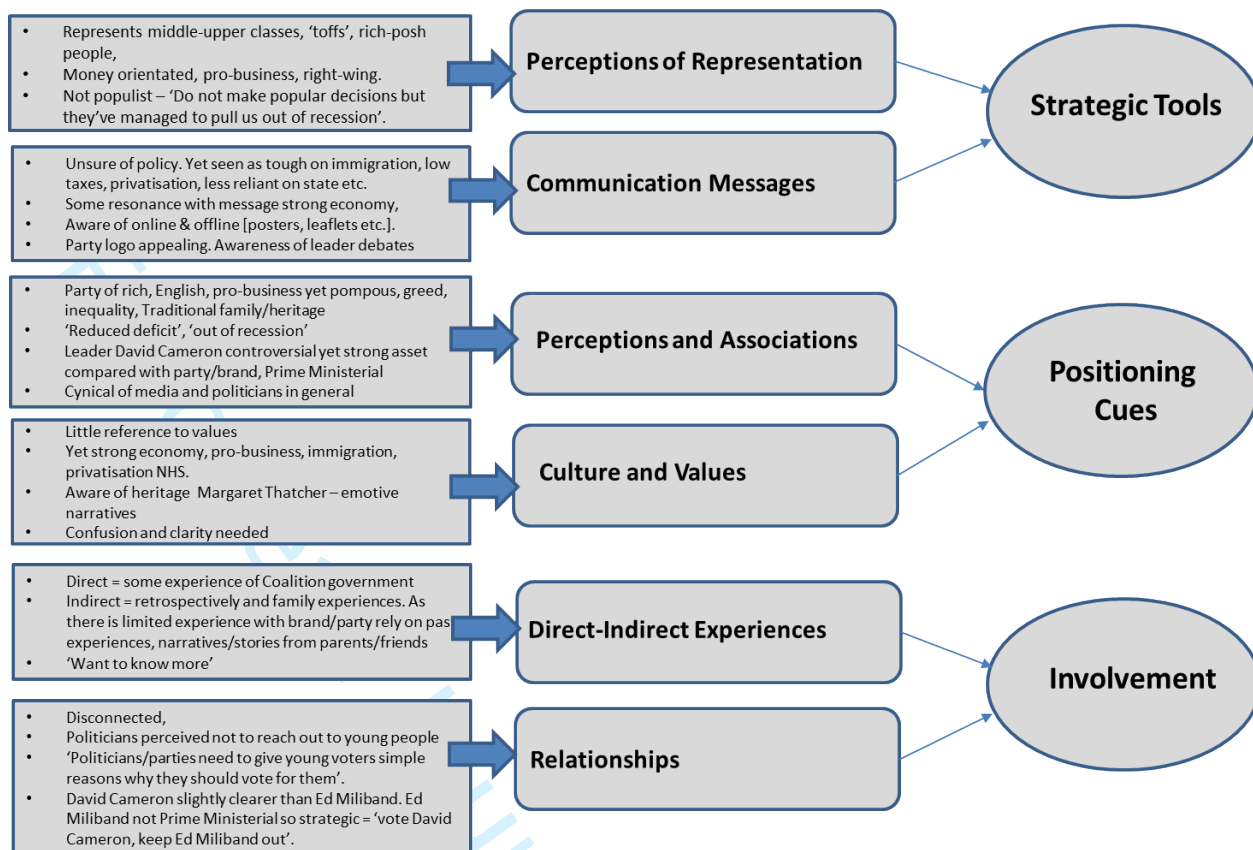 • Represents middle-upper classes, ‘toffs’, rich-posh
people,
• Money orientated, pro-business, right-wing.
• Not populist – ‘Do not make popular decisions but
they’ve managed to pull us out of recession’.
Perceptions of Representation
Strategic Tools
• Unsure of policy. Yet seen as tough on immigration, low
taxes, privatisation, less reliant on state etc.
• Some resonance with message strong economy,
• Aware of online & offline [posters, leaflets etc.].
• Party logo appealing. Awareness of leader debates
Communication Messages
• Party of rich, English, pro-business yet pompous, greed,
inequality, Traditional family/heritage
• ‘Reduced deficit’, ‘out of recession’
• Leader David Cameron controversial yet strong asset
compared with party/brand, Prime Ministerial
• Cynical of media and politicians in general
Perceptions and Associations
Positioning
Cues
• Little reference to values
• Yet strong economy, pro-business, immigration,
privatisation NHS.
• Aware of heritage Margaret Thatcher – emotive
narratives
• Confusion and clarity needed
Culture and Values
• Direct = some experience of Coalition government
• Indirect = retrospectively and family experiences. As
there is limited experience with brand/party rely on pas
experiences, narratives/stories from parents/friends
• ‘Want to know more’
Direct-Indirect Experiences
Involvement
• Disconnected,
• Politicians perceived not to reach out to young people
• ‘Politicians/parties need to give young voters simple
reasons why they should vote for them’.
• David Cameron slightly clearer than Ed Miliband. Ed
Miliband not Prime Ministerial so strategic = ‘vote David
Cameron, keep Ed Miliband out’.
Relationships